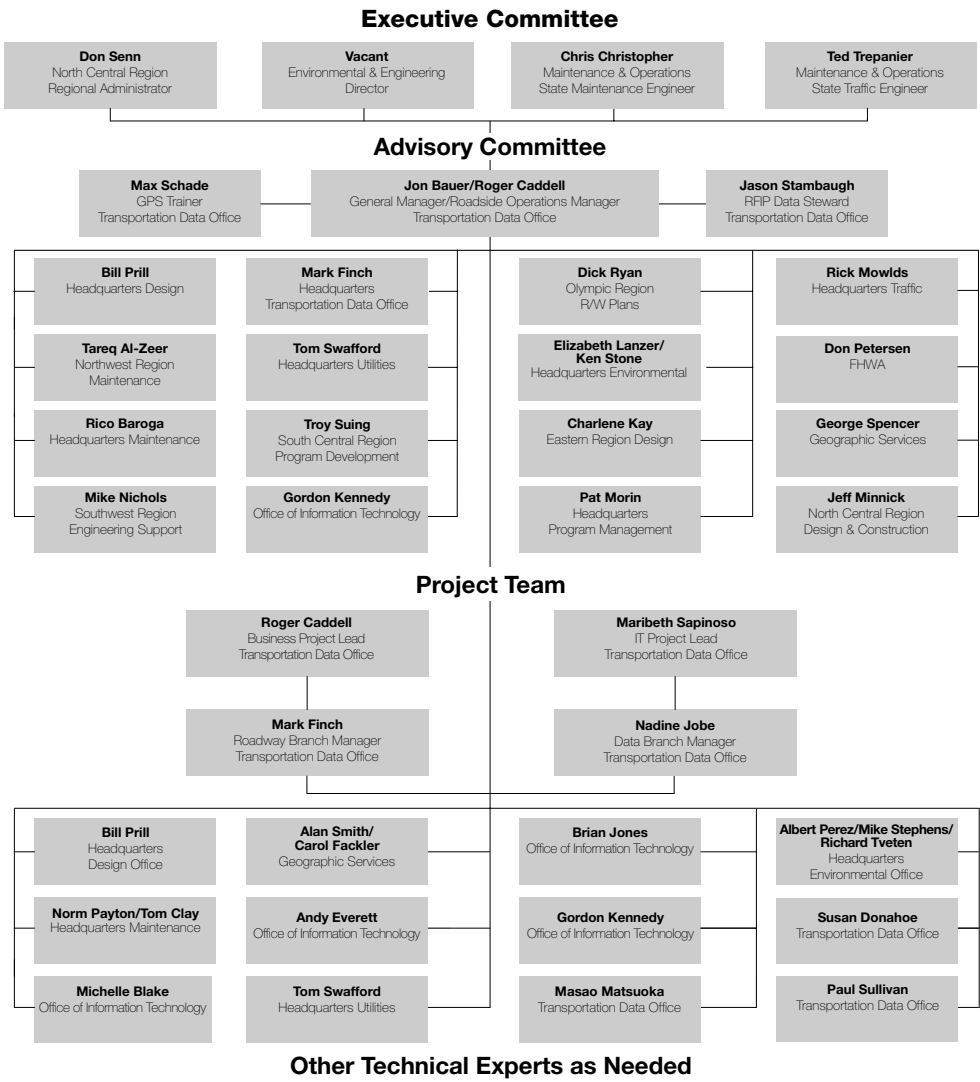 Executive Committee
Don Senn
North Central Region
Regional Administrator
Vacant
Environmental & Engineering
Director
Chris Christopher
Maintenance & Operations
State Maintenance Engineer
Ted Trepanier
Maintenance & Operations
State Traffic Engineer
Advisory Committee
Max Schade
GPS Trainer
Transportation Data Office
Jon Bauer/Roger Caddell
General Manager/Roadside Operations Manager
Transportation Data Office
Jason Stambaugh
RFIP Data Steward
Transportation Data Office
Bill Prill
Headquarters Design
Mark Finch
Headquarters
Transportation Data Office
Dick Ryan
Olympic Region
R/W Plans
Rick Mowlds
Headquarters Traffic
Tareq Al-Zeer
Northwest Region
Maintenance
Tom Swafford
Headquarters Utilities
Elizabeth Lanzer/
Ken Stone
Headquarters Environmental
Don Petersen
FHWA
Rico Baroga
Headquarters Maintenance
Troy Suing
South Central Region
Program Development
Charlene Kay
Eastern Region Design
George Spencer
Geographic Services
Mike Nichols
Southwest Region
Engineering Support
Gordon Kennedy
Office of Information Technology
Pat Morin
Headquarters
Program Management
Jeff Minnick
North Central Region
Design & Construction
Project Team
Roger Caddell
Business Project Lead
Transportation Data Office
Maribeth Sapinoso
IT Project Lead
Transportation Data Office
Mark Finch
Roadway Branch Manager
Transportation Data Office
Nadine Jobe
Data Branch Manager
Transportation Data Office
Bill Prill
Headquarters
Design Office
Alan Smith/
Carol Fackler
Geographic Services
Brian Jones
Office of Information Technology
Albert Perez/Mike Stephens/
Richard Tveten
Headquarters
Environmental Office
Norm Payton/Tom Clay
Headquarters Maintenance
Andy Everett
Office of Information Technology
Gordon Kennedy
Office of Information Technology
Susan Donahoe
Transportation Data Office
Michelle Blake
Office of Information Technology
Tom Swafford
Headquarters Utilities
Masao Matsuoka
Transportation Data Office
Paul Sullivan
Transportation Data Office
Other Technical Experts as Needed